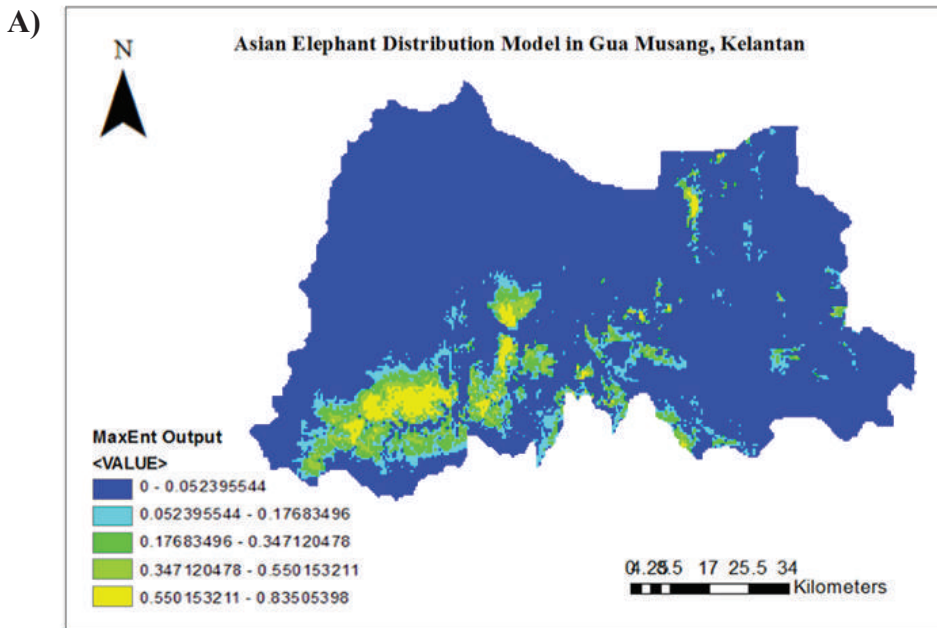 A)
Asian Elephant Distribution Model in Gua Musang, Kelantan
N
MaxEnt Output
<VALUE>
0 - 0.052395544
0.052395544 - 0.17683496
0.17683496 - 0.347120478
0.347120478 - 0.550153211
0.550153211 - 0.83505398
17 25.5 34
Kilometers